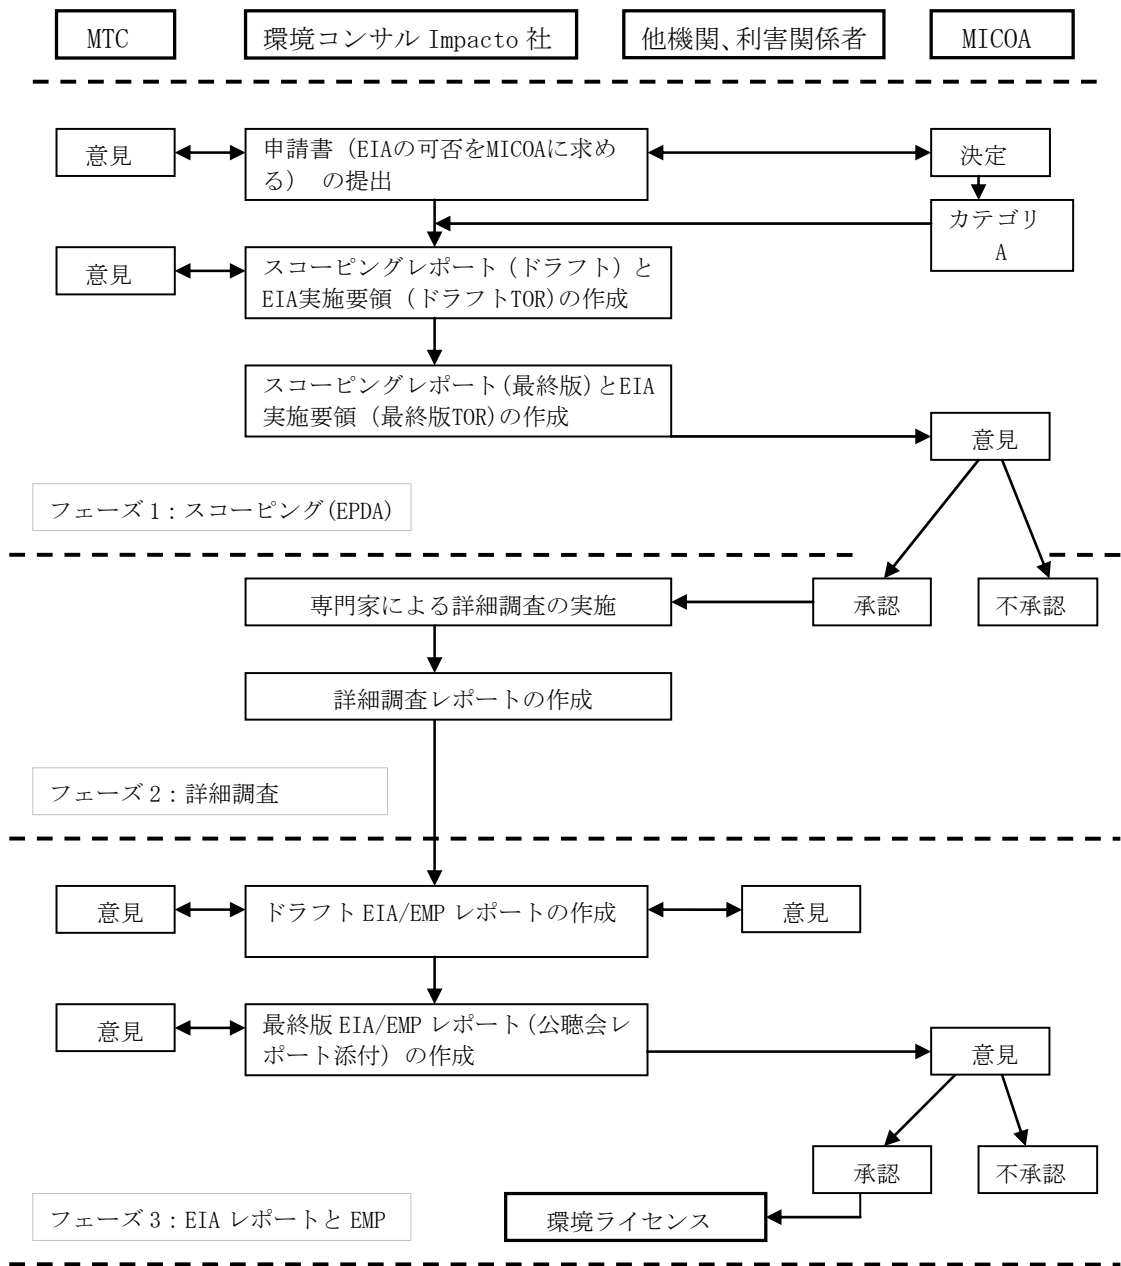 MTC
環境コンサル Impacto 社
他機関、利害関係者
MICOA
意見
申請書（EIAの可否をMICOAに求め
る） の提出
決定
カテゴリ
A
意見
スコーピングレポート（ドラフト）と
EIA実施要領（ドラフトTOR)の作成
スコーピングレポート(最終版)とEIA
実施要領（最終版TOR)の作成
意見
フェーズ 1：スコーピング(EPDA)
専門家による詳細調査の実施
承認
不承認
詳細調査レポートの作成
フェーズ 2：詳細調査
意見
ドラフト EIA/EMP レポートの作成
意見
意見
最終版 EIA/EMP レポート(公聴会レ
ポート添付）の作成
意見
承認
不承認
フェーズ 3：EIA レポートと EMP
環境ライセンス